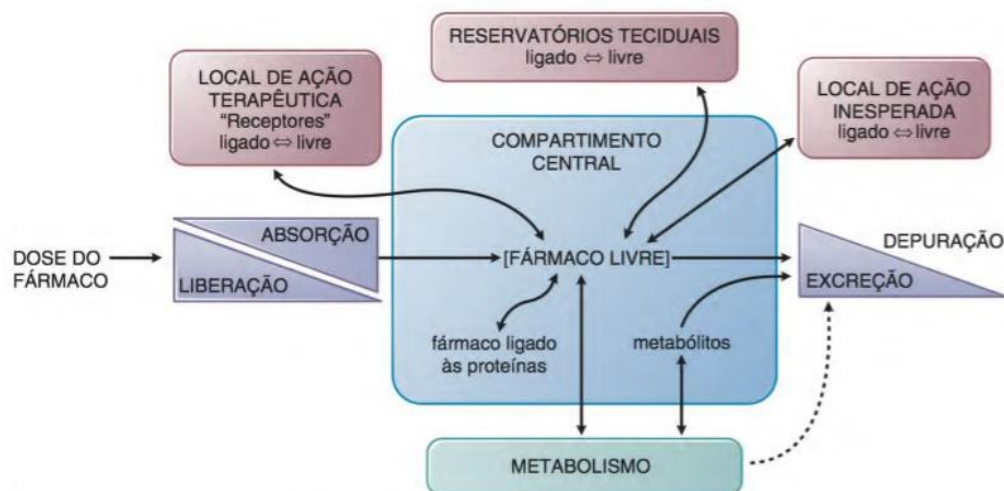 RESERVATÓRIOS TECIDUAIS
ligado ⇔ livre
LOCAL DE AÇÃO
TERAPÊUTICA
“Receptores”
ligado ⇔ livre
LOCAL DE AÇÃO
INESPERADA
ligado ⇔ livre
COMPARTIMENTO
CENTRAL
DOSE DO
FÁRMACO
ABSORÇÃO
LIBERAÇÃO
[FÁRMACO LIVRE]
DEPURAÇÃO
EXCREÇÃO
fármaco ligado
às proteínas
metabólitos
METABOLISMO